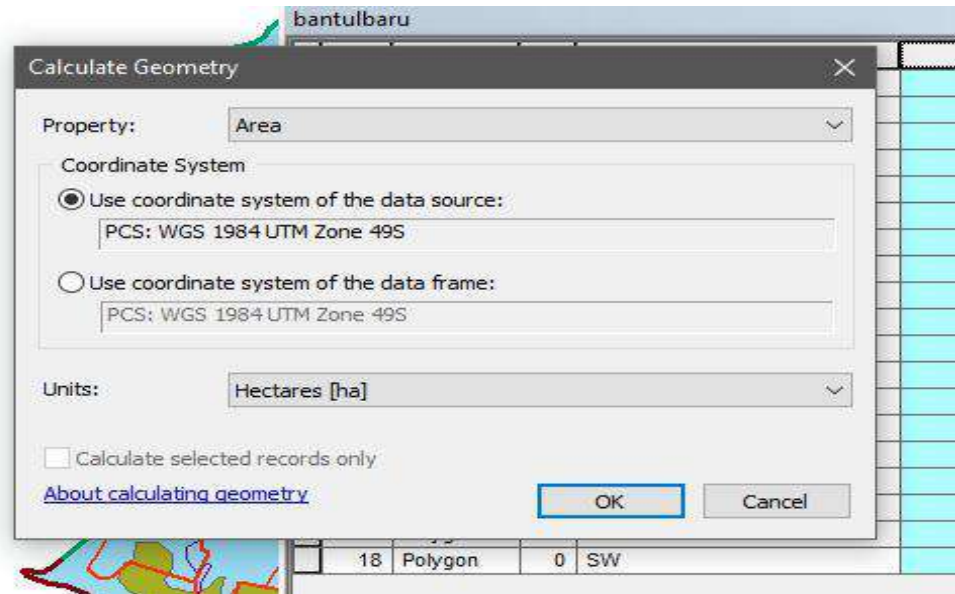 bantulbaru
Calculate Geometry
Property: Area
Coordinate System
Use coordinate system of the data source:
PCS: WGS 1984 UTM Zone 49S
Use coordinate system of the data frame:
PCS: WGS 1984 UTM Zone 49S
Units: Hectares [ha]
Calculate selected records only
About calculating geometry OK Cancel
18 Polygon 0 SW